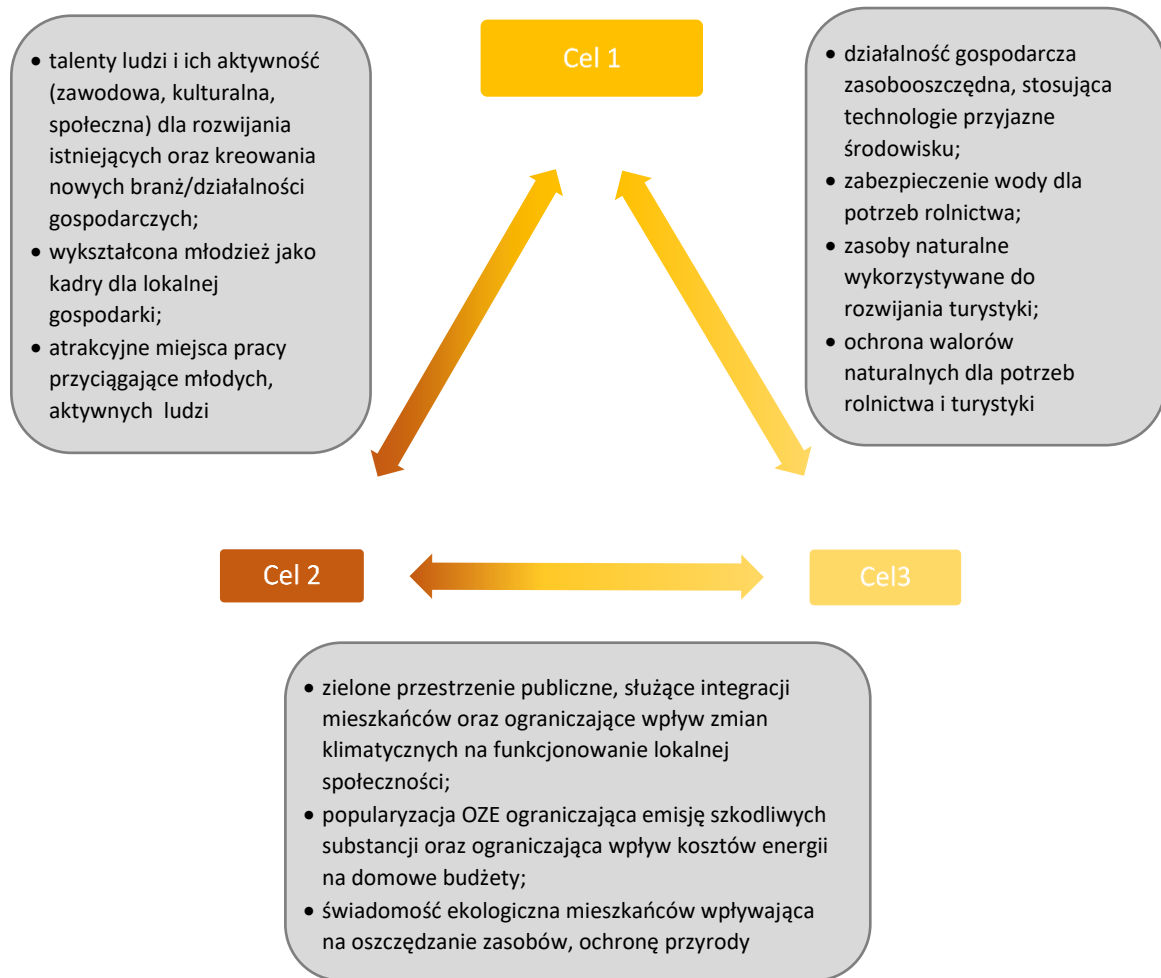 Cel 1
• talenty ludzi i ich aktywność
(zawodowa, kulturalna,
społeczna) dla rozwijania
istniejących oraz kreowania
nowych branż/działalności
gospodarczych;
• wykształcona młodzież jako
kadry dla lokalnej
gospodarki;
• atrakcyjne miejsca pracy
przyciągające młodych,
aktywnych ludzi
• działalność gospodarcza
zasobooszczędna, stosująca
technologie przyjazne
środowisku;
• zabezpieczenie wody dla
potrzeb rolnictwa;
• zasoby naturalne
wykorzystywane do
rozwijania turystyki;
• ochrona walorów
naturalnych dla potrzeb
rolnictwa i turystyki
Cel 2
Cel3
• zielone przestrzenie publiczne, służące integracji
mieszkańców oraz ograniczające wpływ zmian
klimatycznych na funkcjonowanie lokalnej
społeczności;
• popularyzacja OZE ograniczająca emisję szkodliwych
substancji oraz ograniczająca wpływ kosztów energii
na domowe budżety;
• świadomość ekologiczna mieszkańców wpływająca
na oszczędzanie zasobów, ochronę przyrody